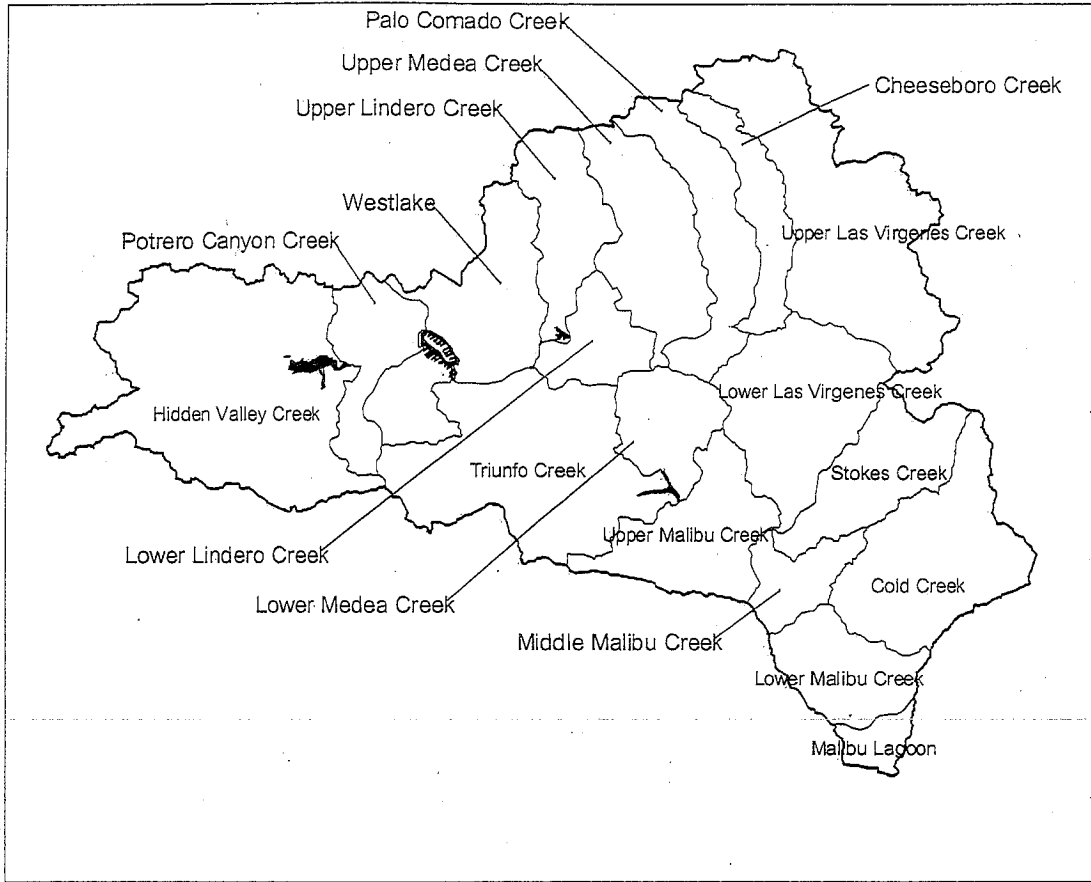 Palo Comado Creek
Upper Medea Creek
Cheeseboro Creek
Upper Lindero Creek
Westlake
Upper Las Virgenes Creek
Potrero Canyon Creek
Lower Las Virgenes Creek
Hidden Valley Creek
Triunfo Creek
Stokes Creek
Upper Malibu Creek
Lower Lindero Creek
Cold Creek
Lower Medea Creek
Middle Malibu Creek
Lower Malibu Creek
Malibu Lagoon